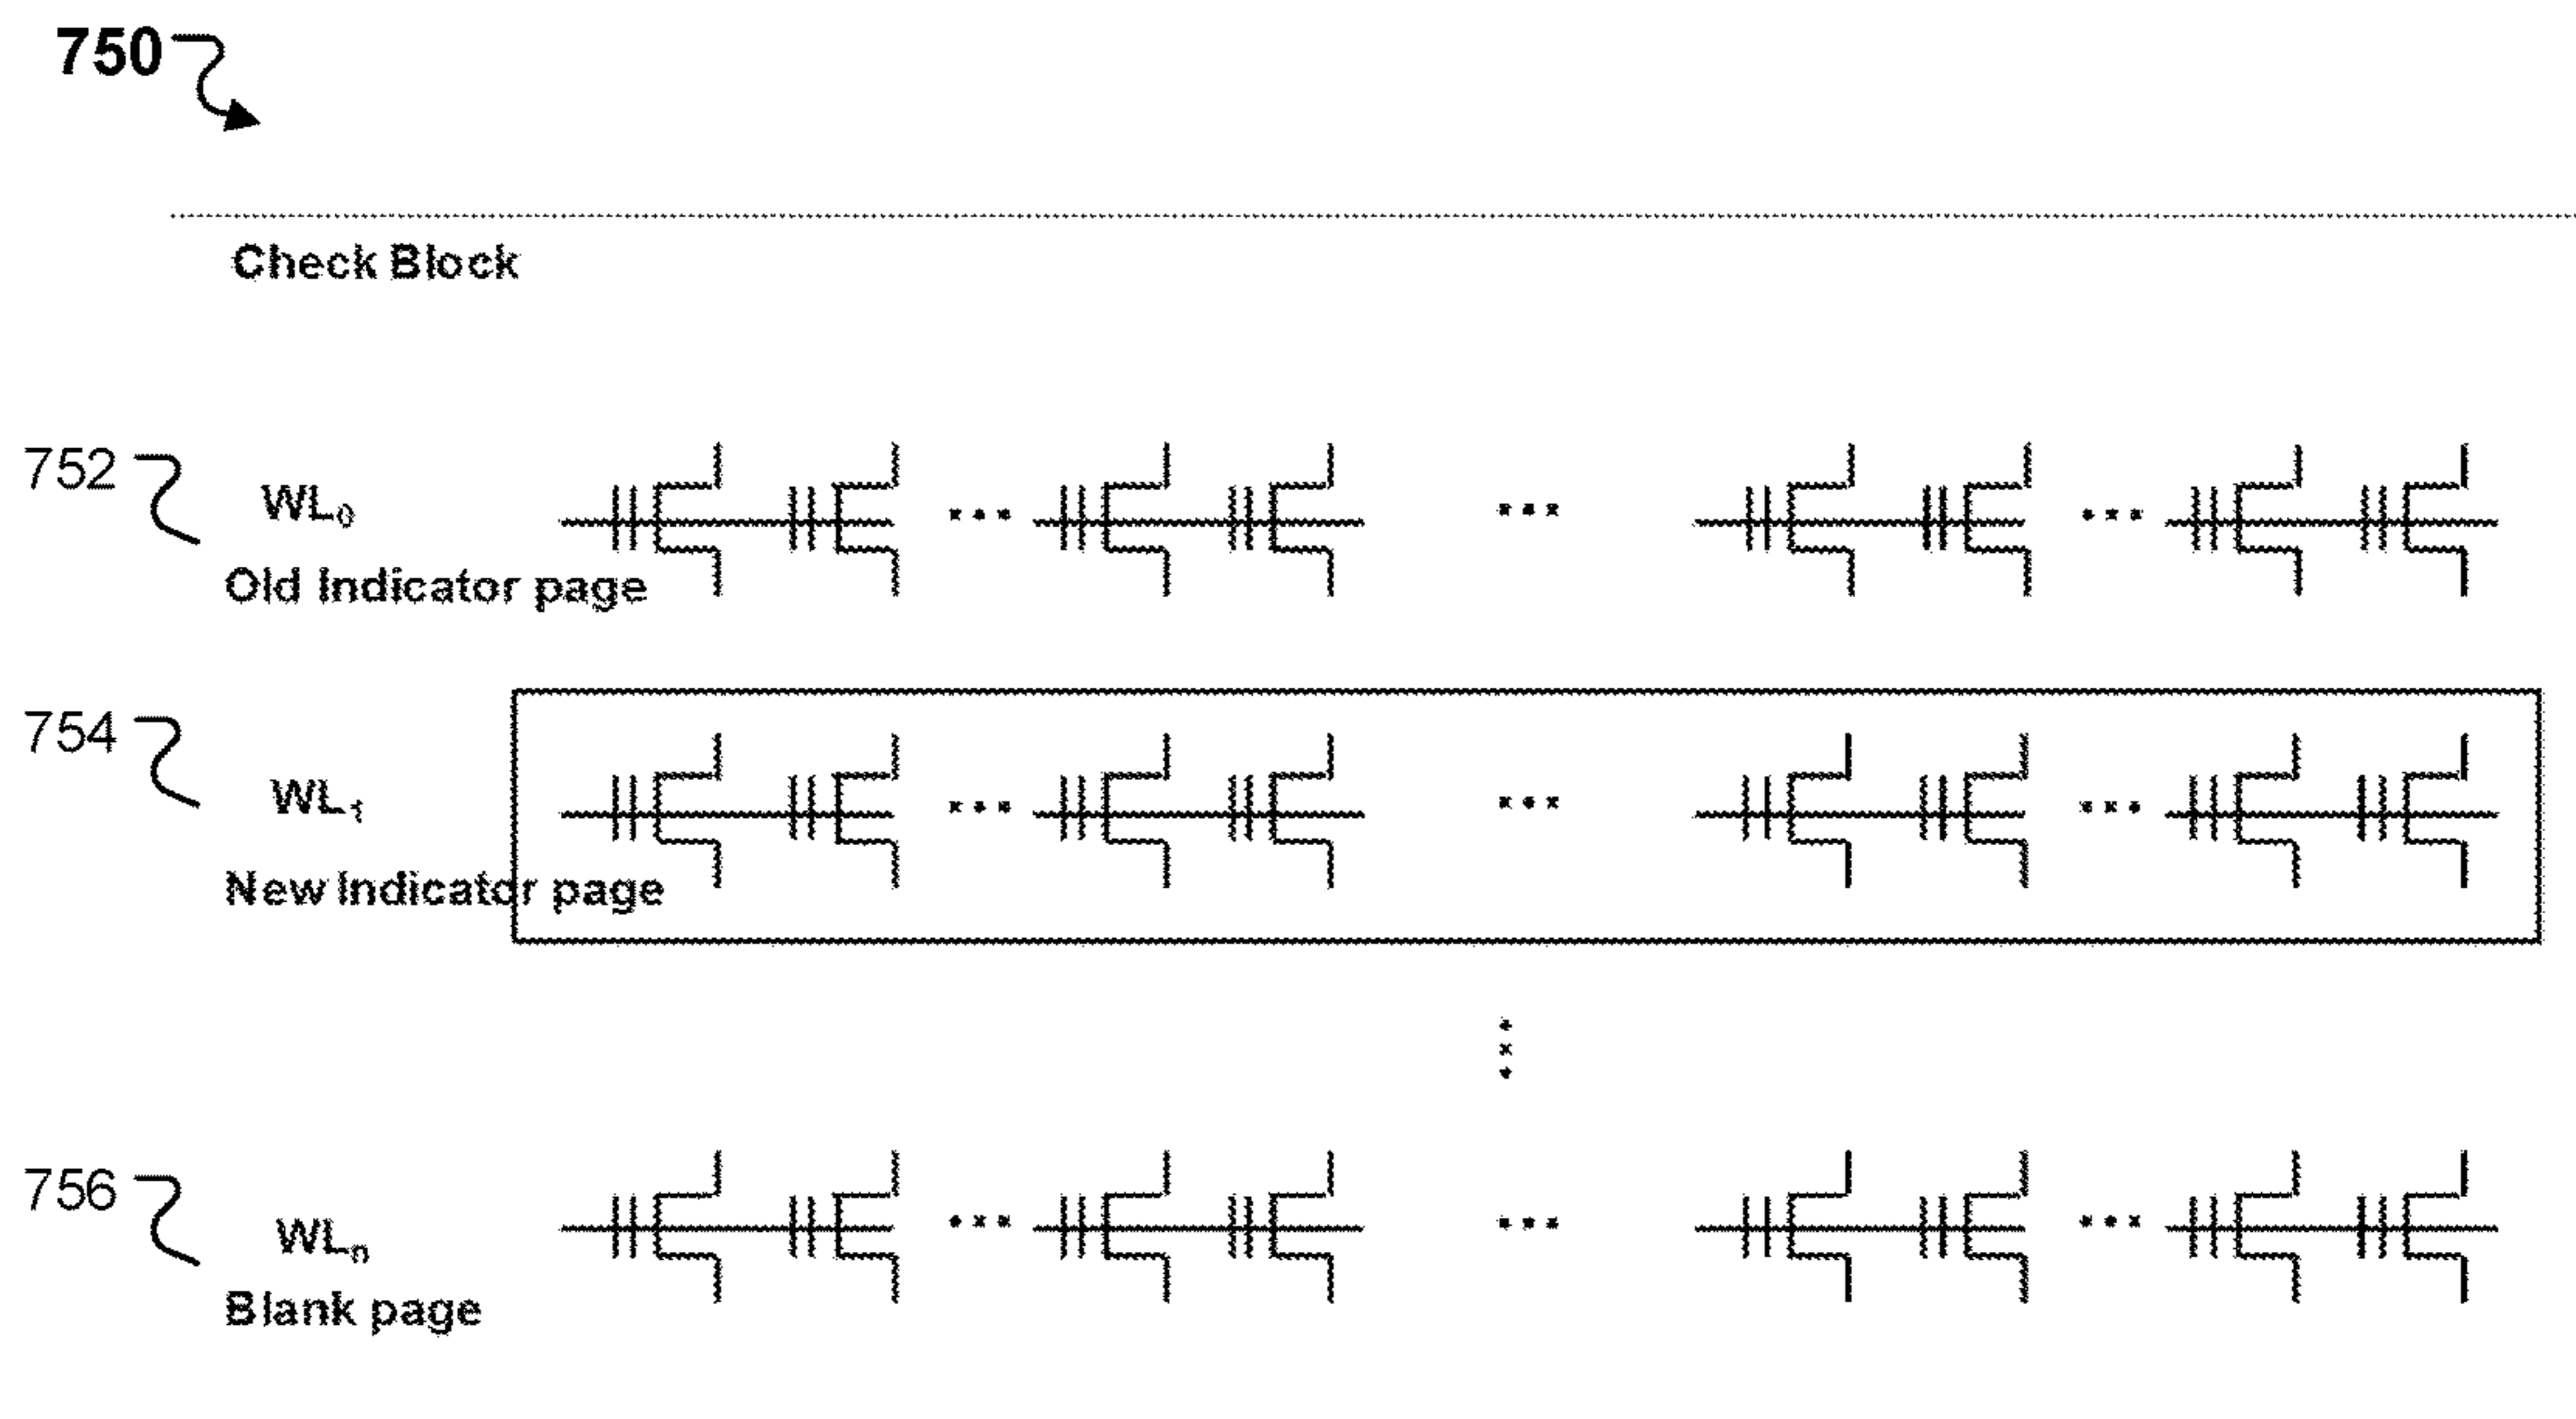 750
Check Block
752
WL₀
Old Indicator page
754
WL₁
New Indicator page
756
WLₙ
Blank page